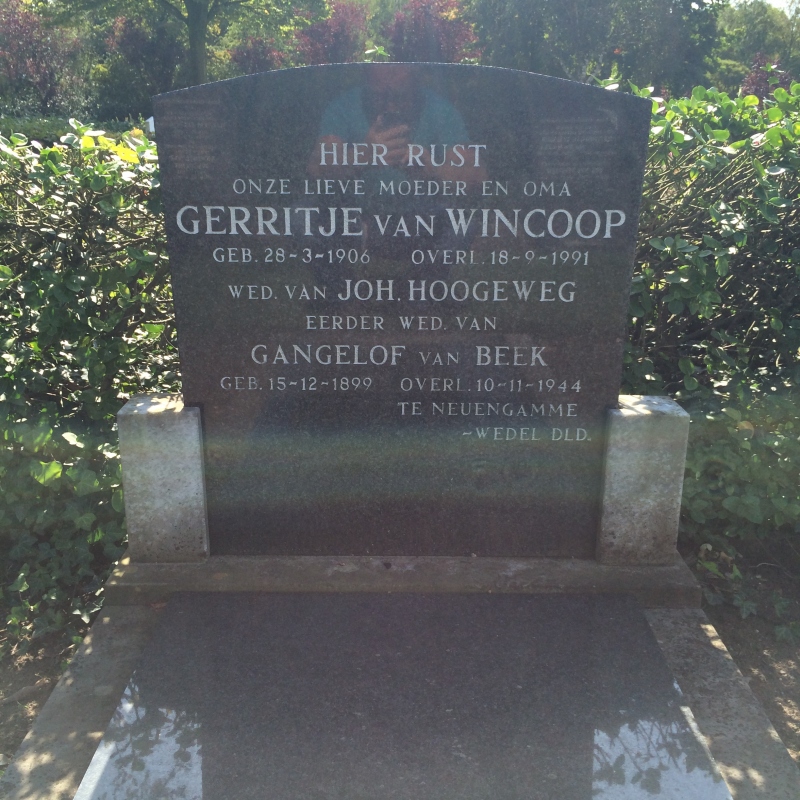 HIER RUST
ONZE LIEVE MOEDER EN OMA
GERRITJE VAN WINCOOP
GEB. 28-3-1906 OVERL. 18-9-1991
WED. VAN JOH. HOOGEWEG
EERDER WED. VAN
GANGELOF VAN BEEK
GEB. 15-12-1899 OVERL. 10-11-1944
TE NEUENGAMME
~WEDEL DLD.